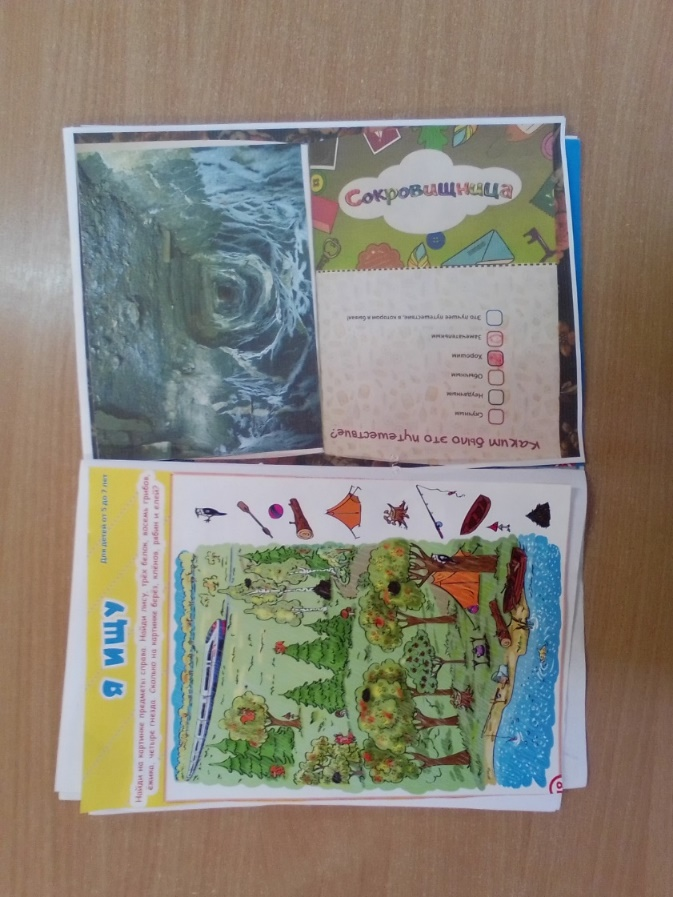 Сокровищница
Каким было это путешествие?
Скучным
Неудачным
Обычным
Хорошим
Замечательным
Это лучшее путешествие, в котором я бывал!
Я ИЩУ
Для детей от 5 до 7 лет
Найди на картинке предметы справа. Найди лису, трёх белок, восемь грибов,
ёжика, четыре гнезда. Сколько на картинке берёз, клёнов, рябин и елей?